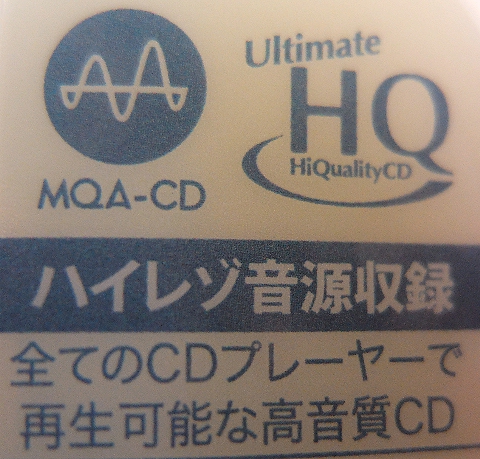 Ultimate
HQ
HiQualityCD
MQA-CD
ハイレゾ音源収録
全てのCDプレーヤーで
再生可能な高音質CD